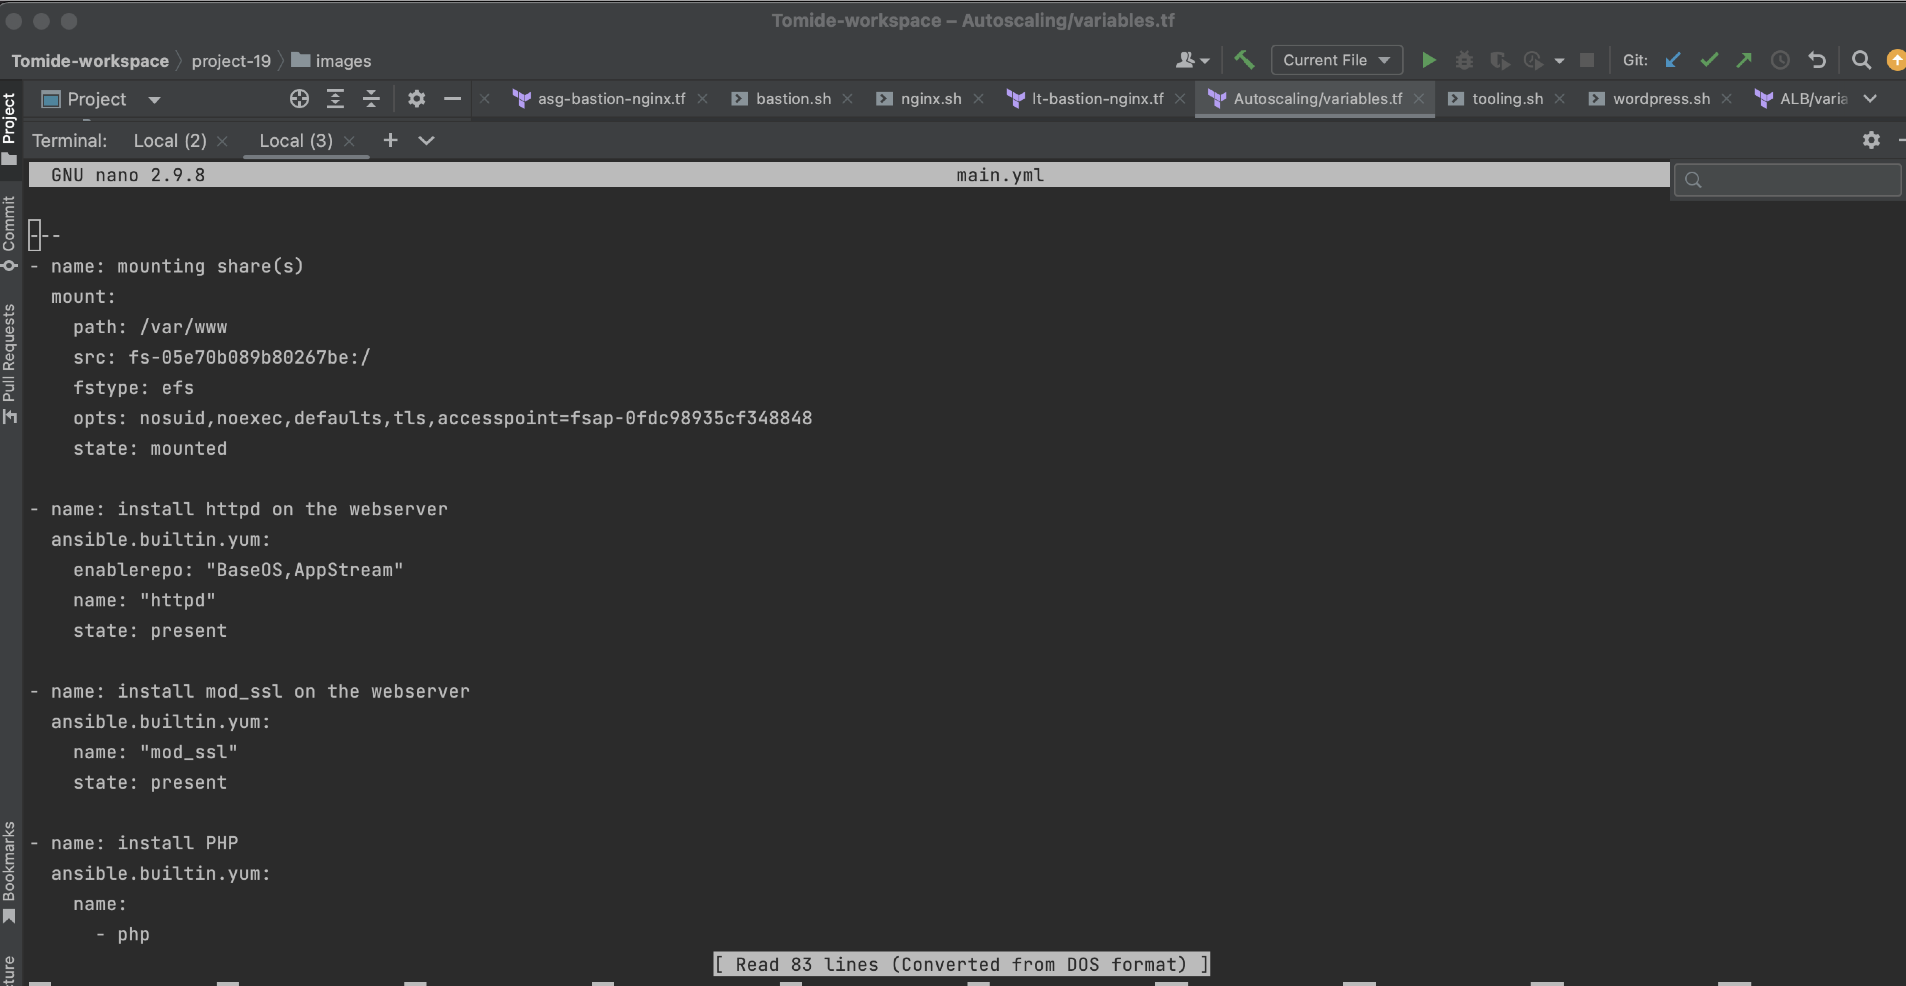 Tomide-workspace – Autoscaling/variables.tf
Tomide-workspace project-19 images
Current File
Git:
Project
asg-bastion-nginx.tf
bastion.sh
nginx.sh
lt-bastion-nginx.tf
Autoscaling/variables.tf
tooling.sh
wordpress.sh
ALB/varia
Project
Commit
Pull Requests
Bookmarks
cture
Terminal: Local (2) Local (3)
GNU nano 2.9.8 main.yml
---
- name: mounting share(s)
mount:
path: /var/www
src: fs-05e70b089b80267be:/
fstype: efs
opts: nosuid,noexec,defaults,tls,accesspoint=fsap-0fdc98935cf348848
state: mounted
- name: install httpd on the webserver
ansible.builtin.yum:
enablerepo: "BaseOS,AppStream"
name: "httpd"
state: present
- name: install mod_ssl on the webserver
ansible.builtin.yum:
name: "mod_ssl"
state: present
- name: install PHP
ansible.builtin.yum:
name:
- php
[ Read 83 lines (Converted from DOS format) ]